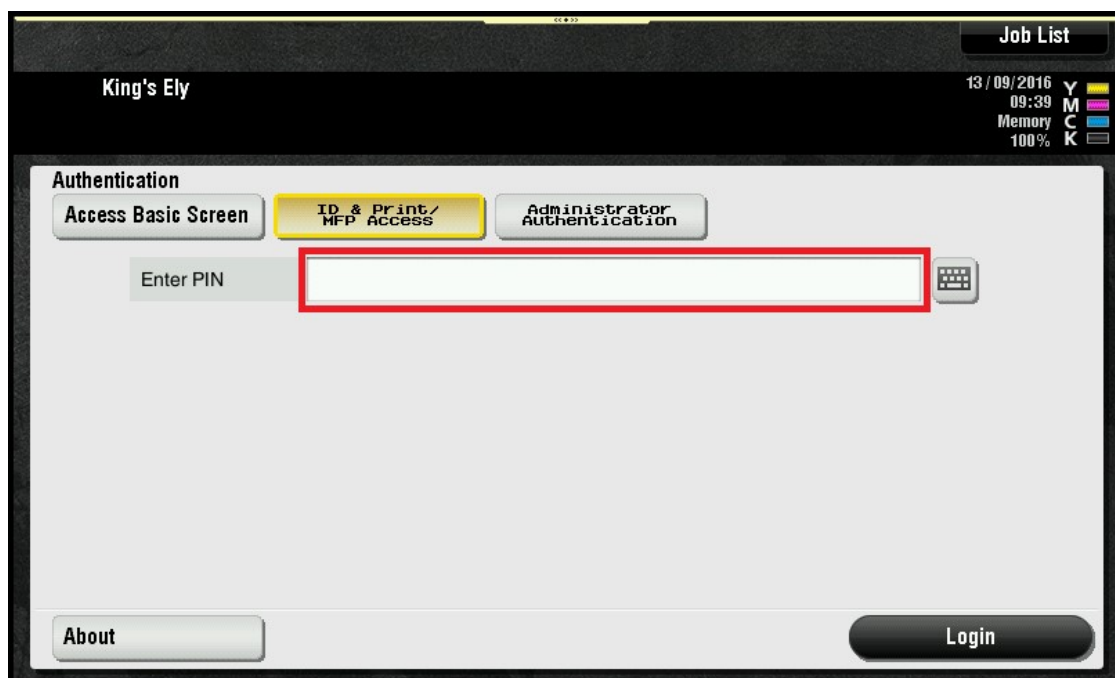 Job List
King's Ely
13/09/2016
09:39
Memory
100%
Y
M
C
K
Authentication
Access Basic Screen
ID & Print/
MFP Access
Administrator
Authentication
Enter PIN
About
Login